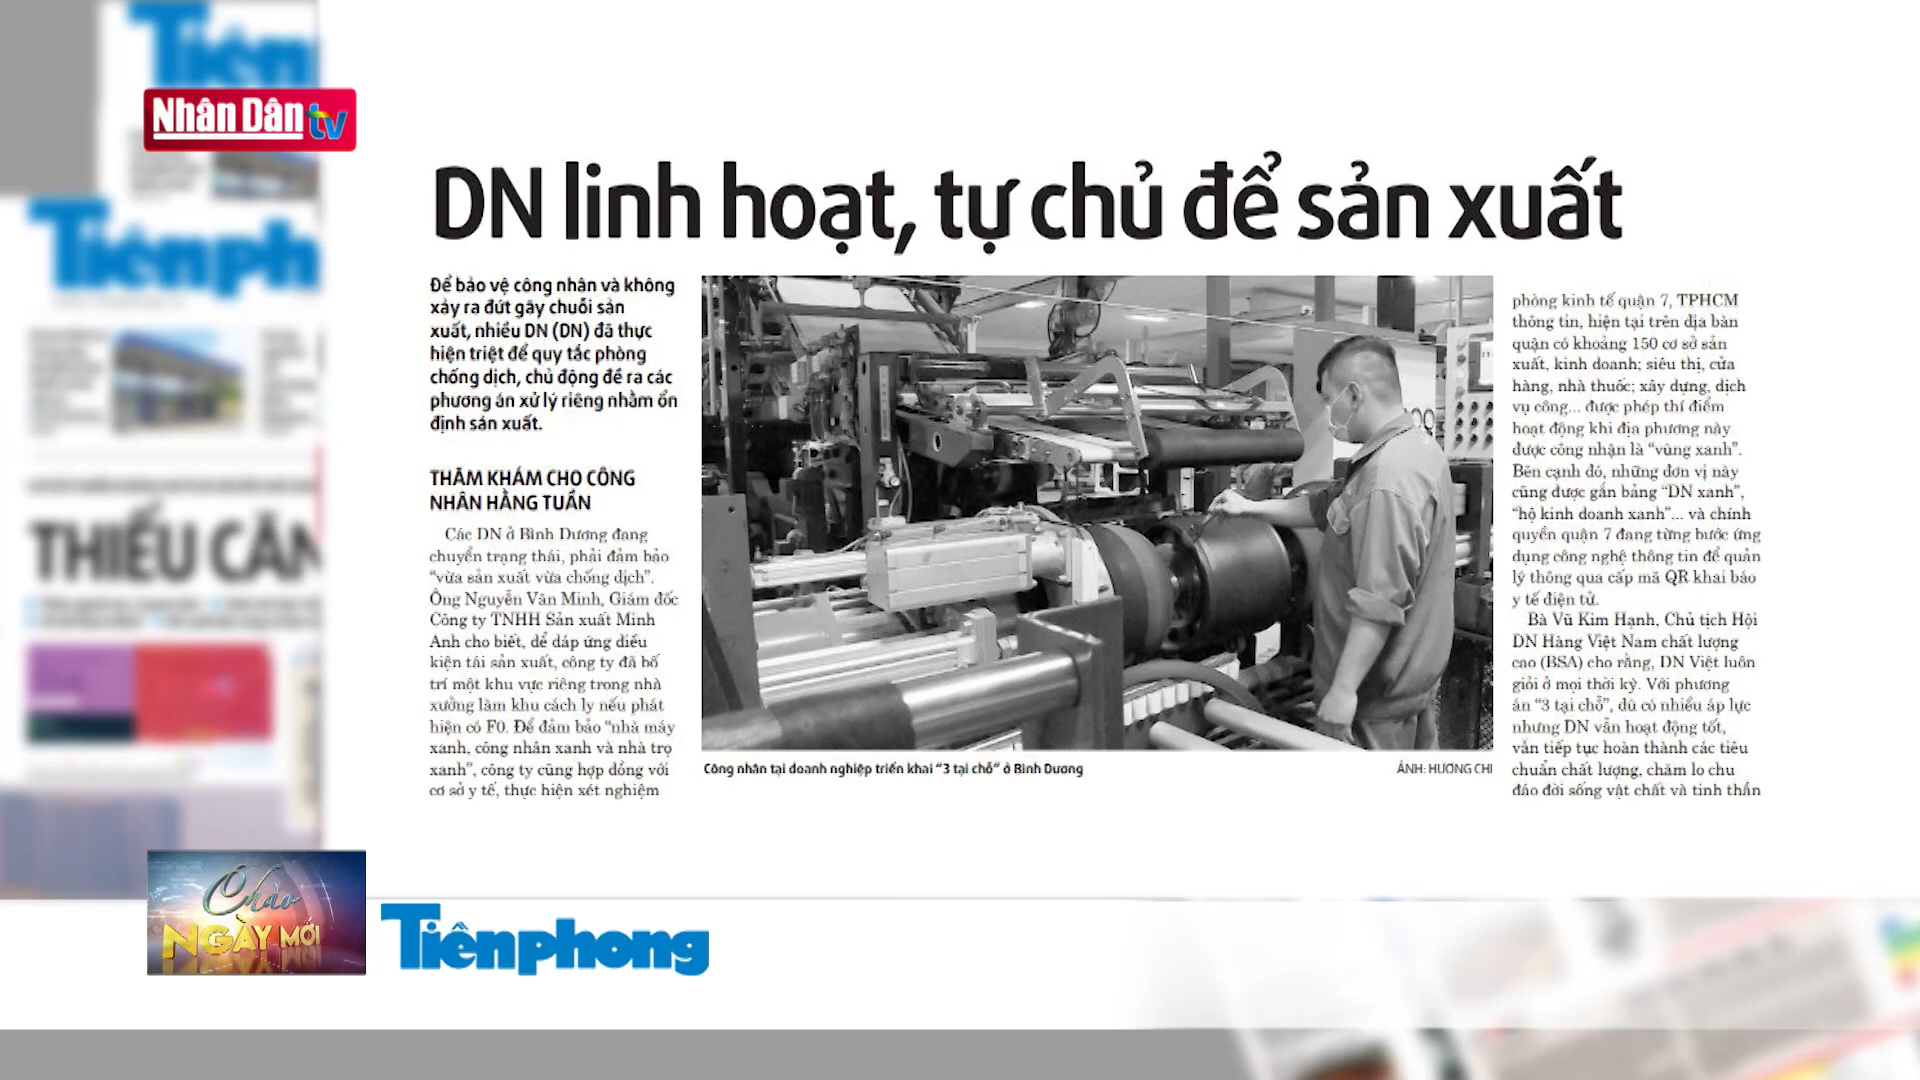 Tiên
Nhân Dân tv
Tiênph
THIẾU CĂN
DN linh hoạt, tự chủ để sản xuất
Để bảo vệ công nhân và không
xảy ra đứt gãy chuỗi sản
xuất, nhiều DN (DN) đã thực
hiện triệt để quy tắc phòng
chống dịch, chủ động đề ra các
phương án xử lý riêng nhằm ổn
định sản xuất.
THĂM KHÁM CHO CÔNG
NHÂN HẰNG TUẦN
Các DN ở Bình Dương đang
chuyển trạng thái, phải đảm bảo
“vừa sản xuất vừa chống dịch”.
Ông Nguyễn Văn Minh, Giám đốc
Công ty TNHH Sản xuất Minh
Anh cho biết, để đáp ứng điều
kiện tái sản xuất, công ty đã bố
trí một khu vực riêng trong nhà
xưởng làm khu cách ly nếu phát
hiện có F0. Để đảm bảo “nhà máy
xanh, công nhân xanh và nhà trọ
xanh”, công ty cũng hợp đồng với
cơ sở y tế, thực hiện xét nghiệm
Công nhân tại doanh nghiệp triển khai “3 tại chỗ” ở Bình Dương
ẢNH: HƯƠNG CHI
phòng kinh tế quận 7, TPHCM
thông tin, hiện tại trên địa bàn
quận có khoảng 150 cơ sở sản
xuất, kinh doanh; siêu thị, cửa
hàng, nhà thuốc; xây dựng, dịch
vụ công... được phép thí điểm
hoạt động khi địa phương này
được công nhận là “vùng xanh”.
Bên cạnh đó, những đơn vị này
cũng được gắn bảng “DN xanh”,
“hộ kinh doanh xanh”... và chính
quyền quận 7 đang từng bước ứng
dụng công nghệ thông tin để quản
lý thông qua cấp mã QR khai báo
y tế điện tử.
Bà Vũ Kim Hạnh, Chủ tịch Hội
DN Hàng Việt Nam chất lượng
cao (BSA) cho rằng, DN Việt luôn
giỏi ở mọi thời kỳ. Với phương
án “3 tại chỗ”, dù có nhiều áp lực
nhưng DN vẫn hoạt động tốt,
vẫn tiếp tục hoàn thành các tiêu
chuẩn chất lượng, chăm lo chu
đáo đời sống vật chất và tinh thần
Chào
NGÀY MỚI
Tiênphong